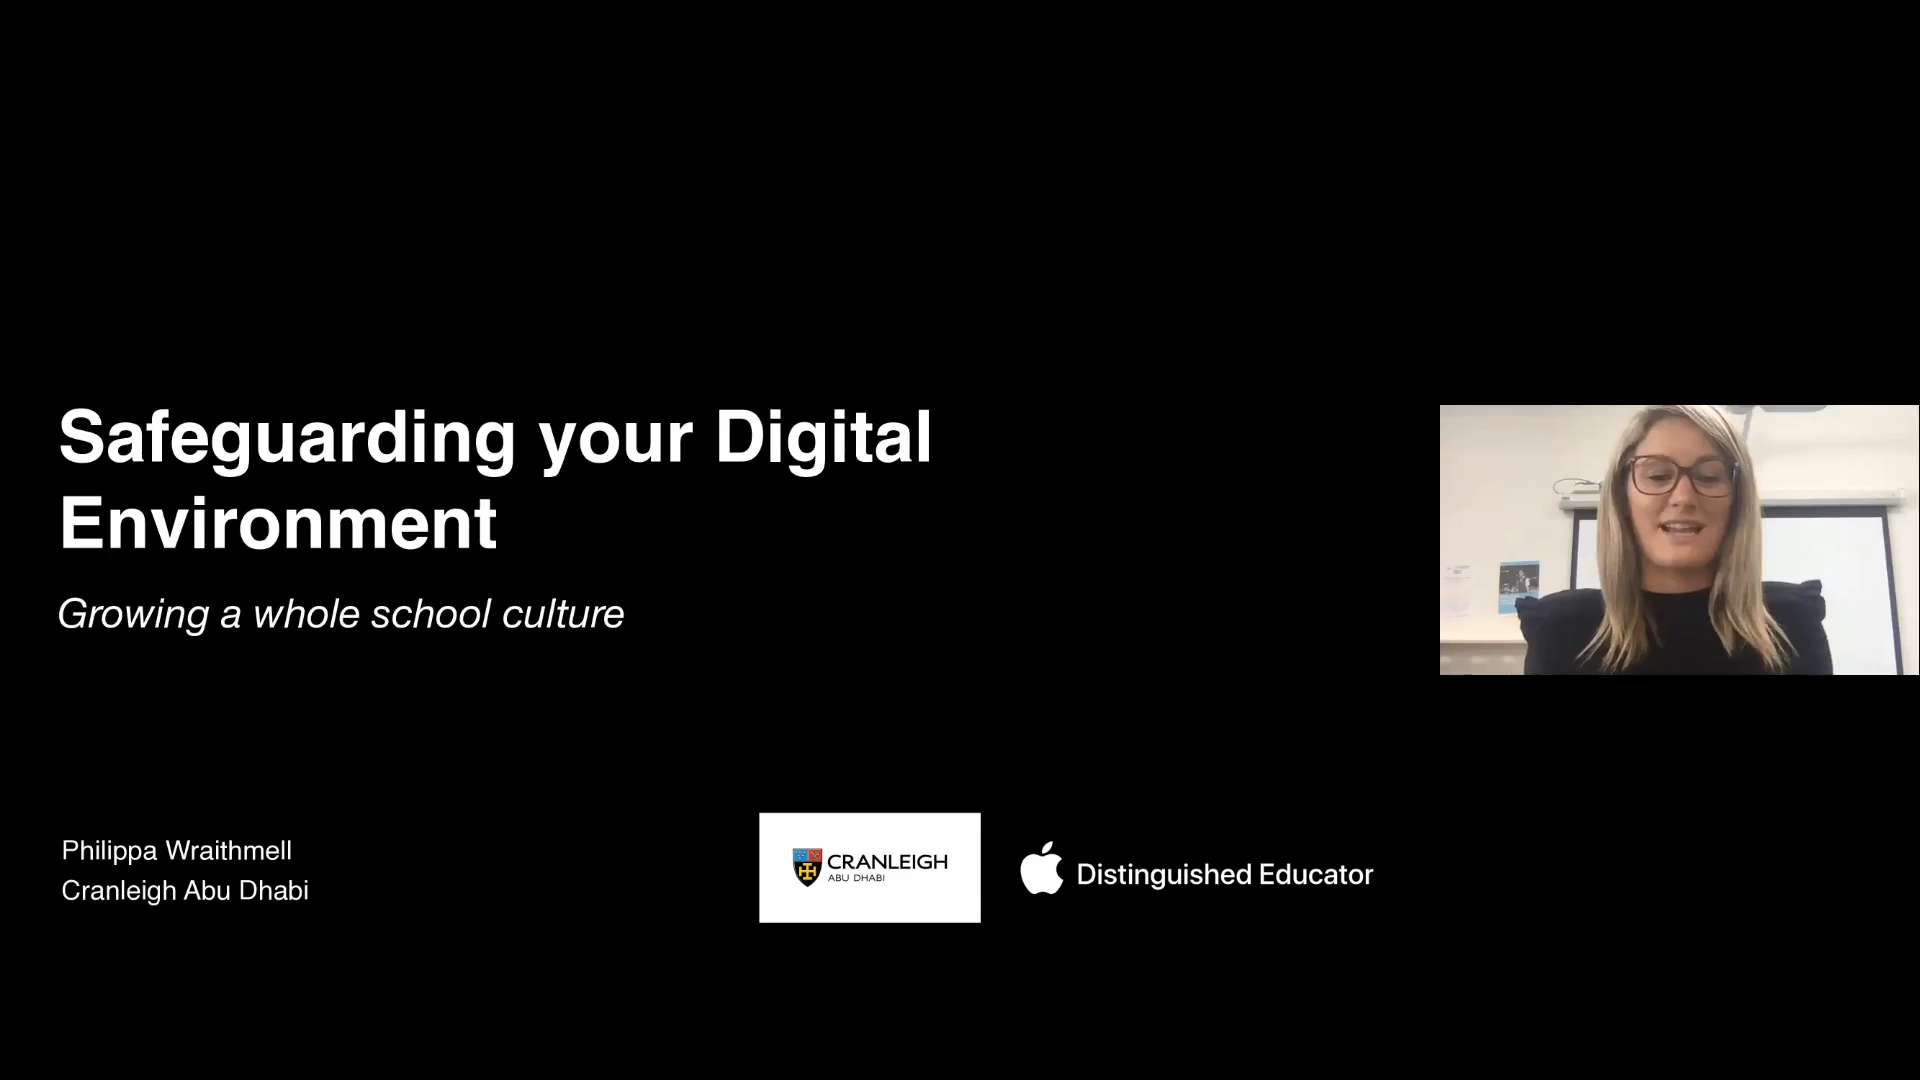 Safeguarding your Digital
Environment
Growing a whole school culture
Philippa Wraithmell
Cranleigh Abu Dhabi
CRANLEIGH
ABU DHABI
Distinguished Educator